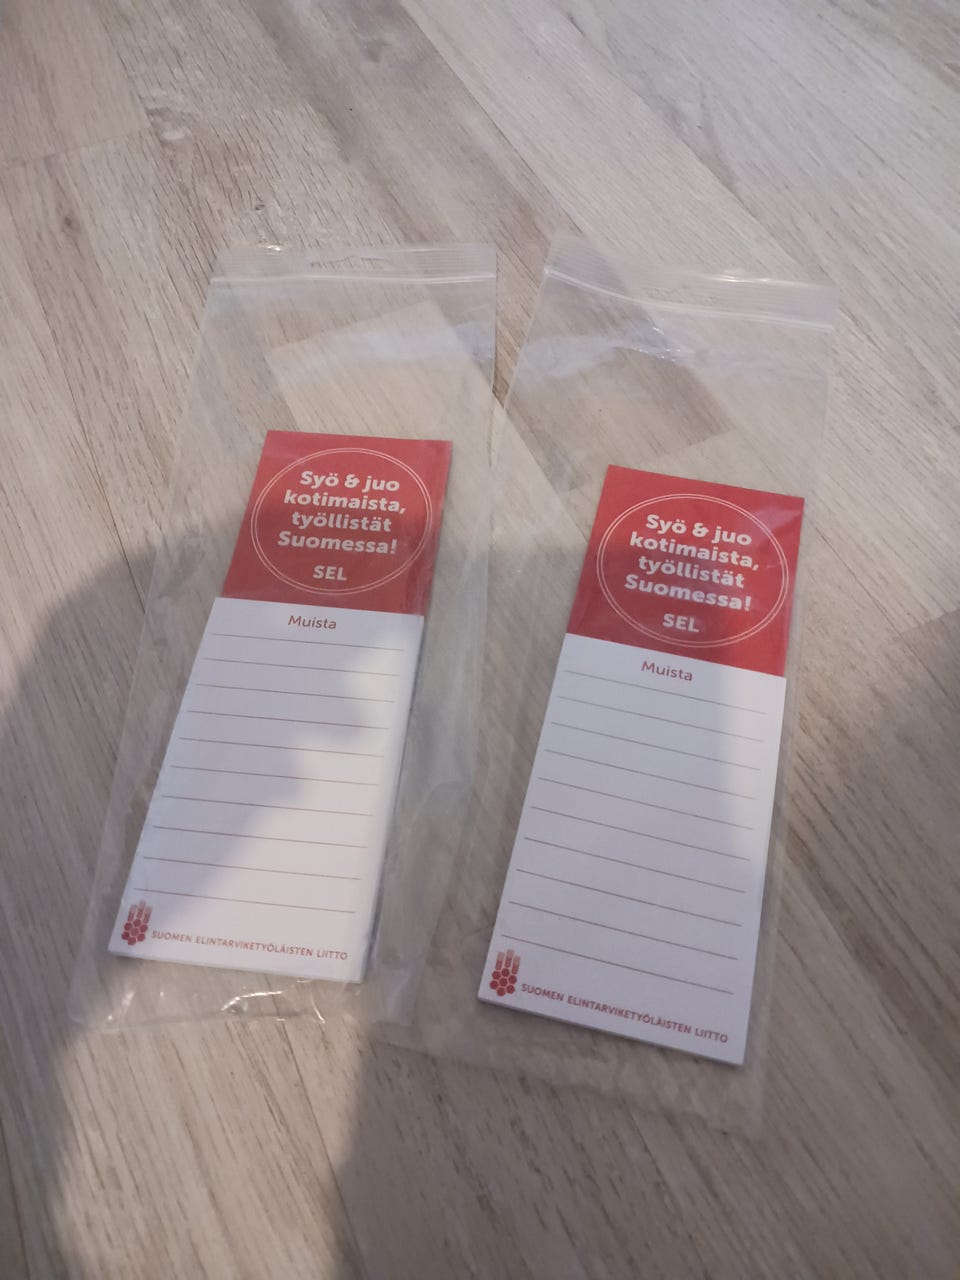 Syö & juo
kotimaista,
työllistät
Suomessa!
SEL
Muista
SUOMEN ELINTARVIKETYÖLÄISTEN LIITTO
Syö & juo
kotimaista,
työllistät
Suomessa!
SEL
Muista
SUOMEN ELINTARVIKETYÖLÄISTEN LIITTO